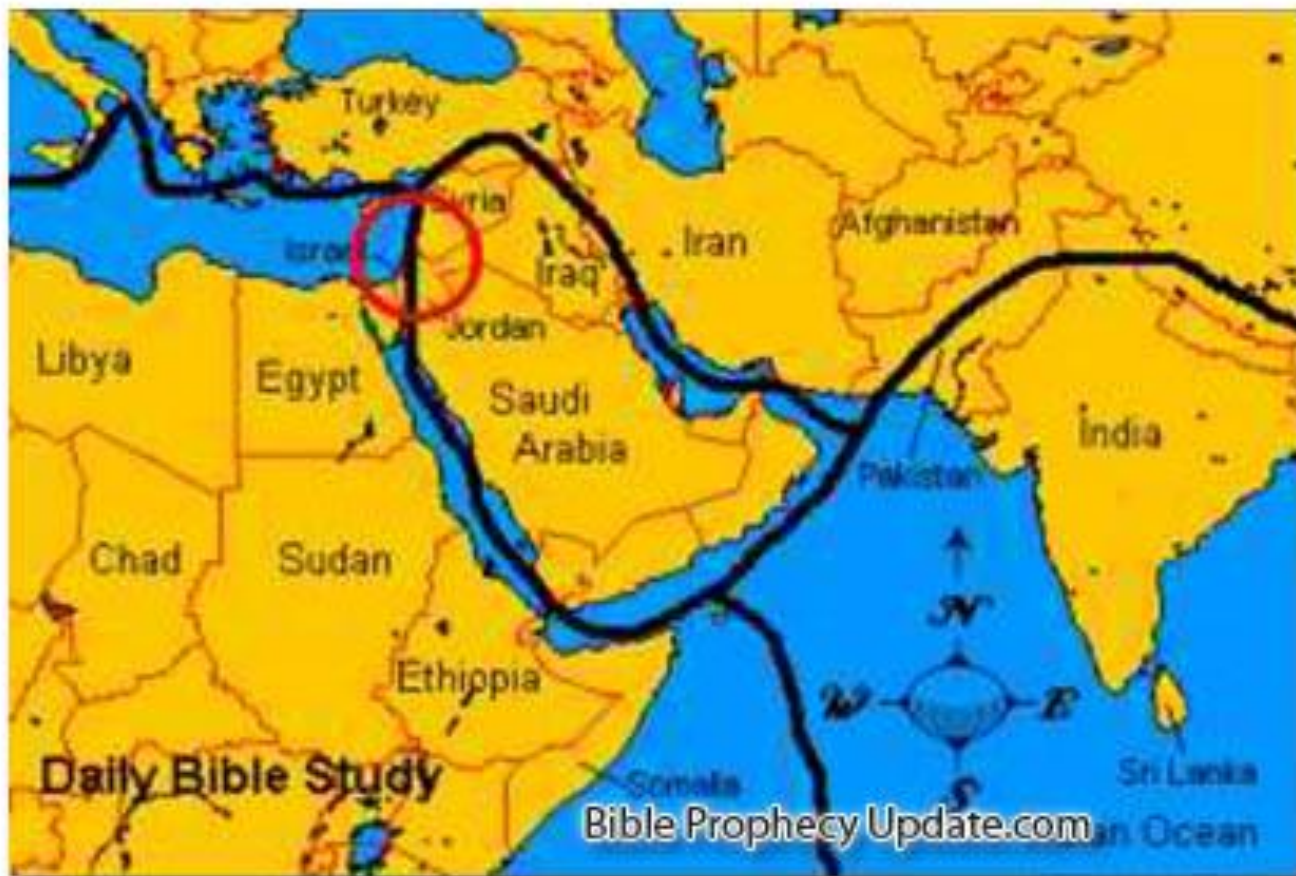 Turkey
Syria
Afghanistan
Israel
Iran
Iraq
Jordan
Libya
Egypt
Saudi
Arabia
India
Pakistan
Chad
Sudan
N
Ethiopia
W E
Daily Bible Study
Somalia
Sri Lanka
S
Bible Prophecy Update.com
an Ocean